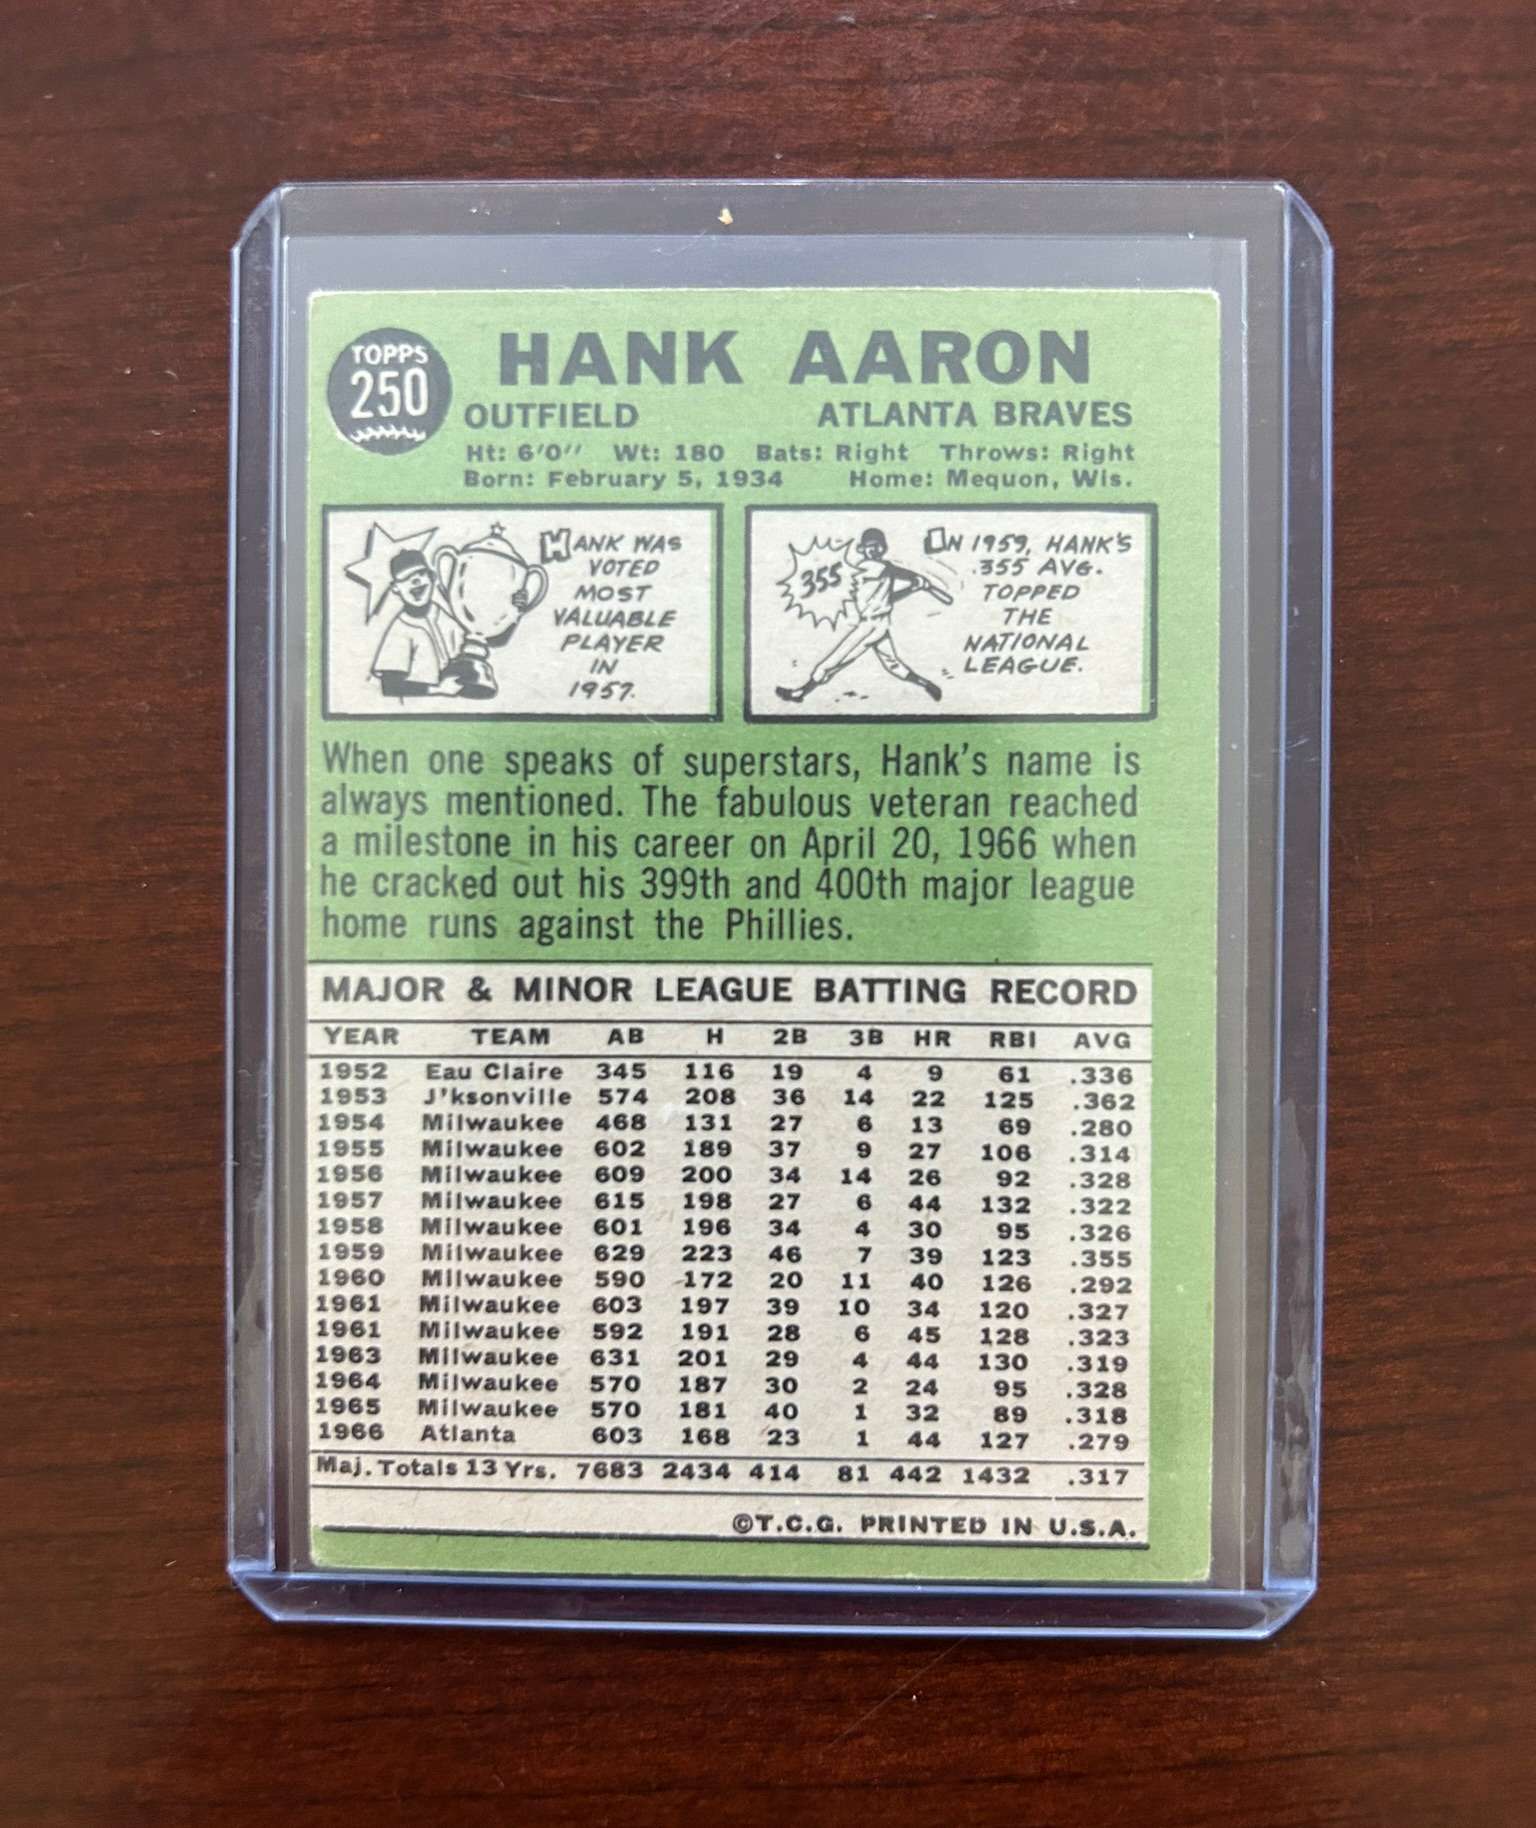 TOPPS
250
HANK AARON
OUTFIELD ATLANTA BRAVES
Ht: 6'0" Wt: 180 Bats: Right Throws: Right
Born: February 5, 1934 Home: Mequon, Wis.
HANK WAS
VOTED
MOST
VALUABLE
PLAYER
IN
1957.
355
IN 1959, HANK'S
.355 AVG.
TOPPED
THE
NATIONAL
LEAGUE.
When one speaks of superstars, Hank's name is
always mentioned. The fabulous veteran reached
a milestone in his career on April 20, 1966 when
he cracked out his 399th and 400th major league
home runs against the Phillies.
MAJOR & MINOR LEAGUE BATTING RECORD
YEAR TEAM AB H 2B 3B HR RBI AVG
1952 Eau Claire 345 116 19 4 9 61 .336
1953 J'ksonville 574 208 36 14 22 125 .362
1954 Milwaukee 468 131 27 6 13 69 .280
1955 Milwaukee 602 189 37 9 27 106 .314
1956 Milwaukee 609 200 34 14 26 92 .328
1957 Milwaukee 615 198 27 6 44 132 .322
1958 Milwaukee 601 196 34 4 30 95 .326
1959 Milwaukee 629 223 46 7 39 123 .355
1960 Milwaukee 590 172 20 11 40 126 .292
1961 Milwaukee 603 197 39 10 34 120 .327
1961 Milwaukee 592 191 28 6 45 128 .323
1963 Milwaukee 631 201 29 4 44 130 .319
1964 Milwaukee 570 187 30 2 24 95 .328
1965 Milwaukee 570 181 40 1 32 89 .318
1966 Atlanta 603 168 23 1 44 127 .279
Maj. Totals 13 Yrs. 7683 2434 414 81 442 1432 .317
©T.C.G. PRINTED IN U.S.A.